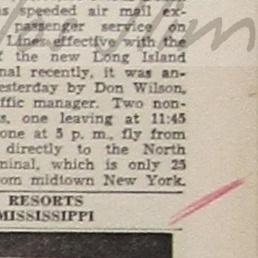 s speeded air mail ex-
passenger service on
Lines effective with the
f the new Long Island
nal recently, it was an-
esterday by Don Wilson,
ffic manager. Two non-
s, one leaving at 11:45
one at 5 p. m., fly from
directly to the North
minal, which is only 25
om midtown New York.
RESORTS
MISSISSIPPI